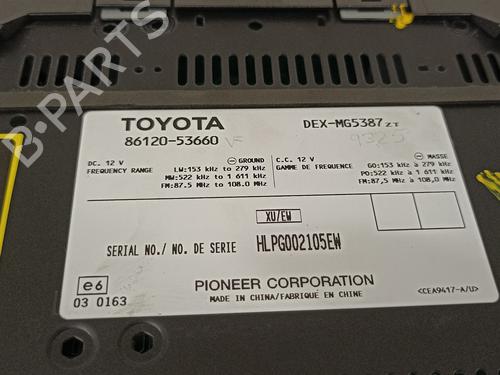 TOYOTA
DEX-MG5387ZT
86120-53660 VF
9325
DC. 12 V ⊖ GROUND
FREQUENCY RANGE LW:153 kHz to 279 kHz
MW:522 kHz to 1 611 kHz
FM:87.5 MHz to 108.0 MHz
C.C. 12 V ⊖ MASSE
GAMME DE FREQUENCE GO:153 kHz à 279 kHz
PO:522 kHz à 1 611 kHz
FM:87,5 MHz à 108,0 MHz
XU/EW
SERIAL NO./ NO. DE SERIE HLPG002105EW
e6
03 0163
PIONEER CORPORATION
MADE IN CHINA/FABRIQUÉ EN CHINE
<CEA9417-A/U>
B-PARTS